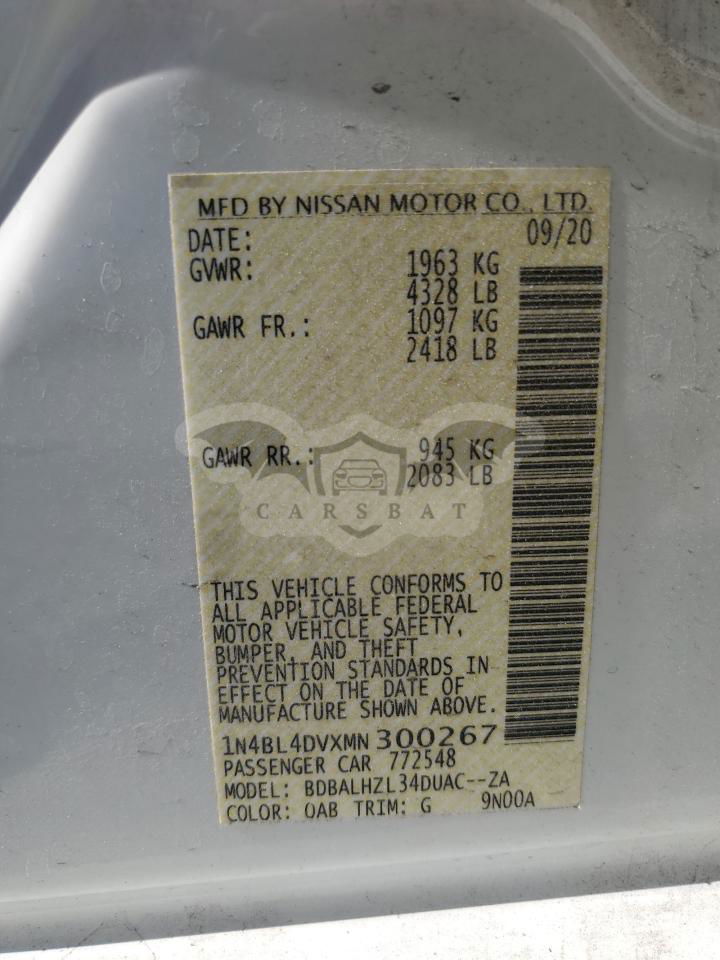 MFD BY NISSAN MOTOR CO., LTD.
DATE: 09/20
GVWR: 1963 KG
4328 LB
GAWR FR.: 1097 KG
2418 LB
GAWR RR.: 945 KG
2083 LB
CARSBAT
THIS VEHICLE CONFORMS TO
ALL APPLICABLE FEDERAL
MOTOR VEHICLE SAFETY,
BUMPER, AND THEFT
PREVENTION STANDARDS IN
EFFECT ON THE DATE OF
MANUFACTURE SHOWN ABOVE.
1N4BL4DVXMN300267
PASSENGER CAR 772548
MODEL: BDBALHZL34DUAC--ZA
COLOR: OAB TRIM: G 9N00A